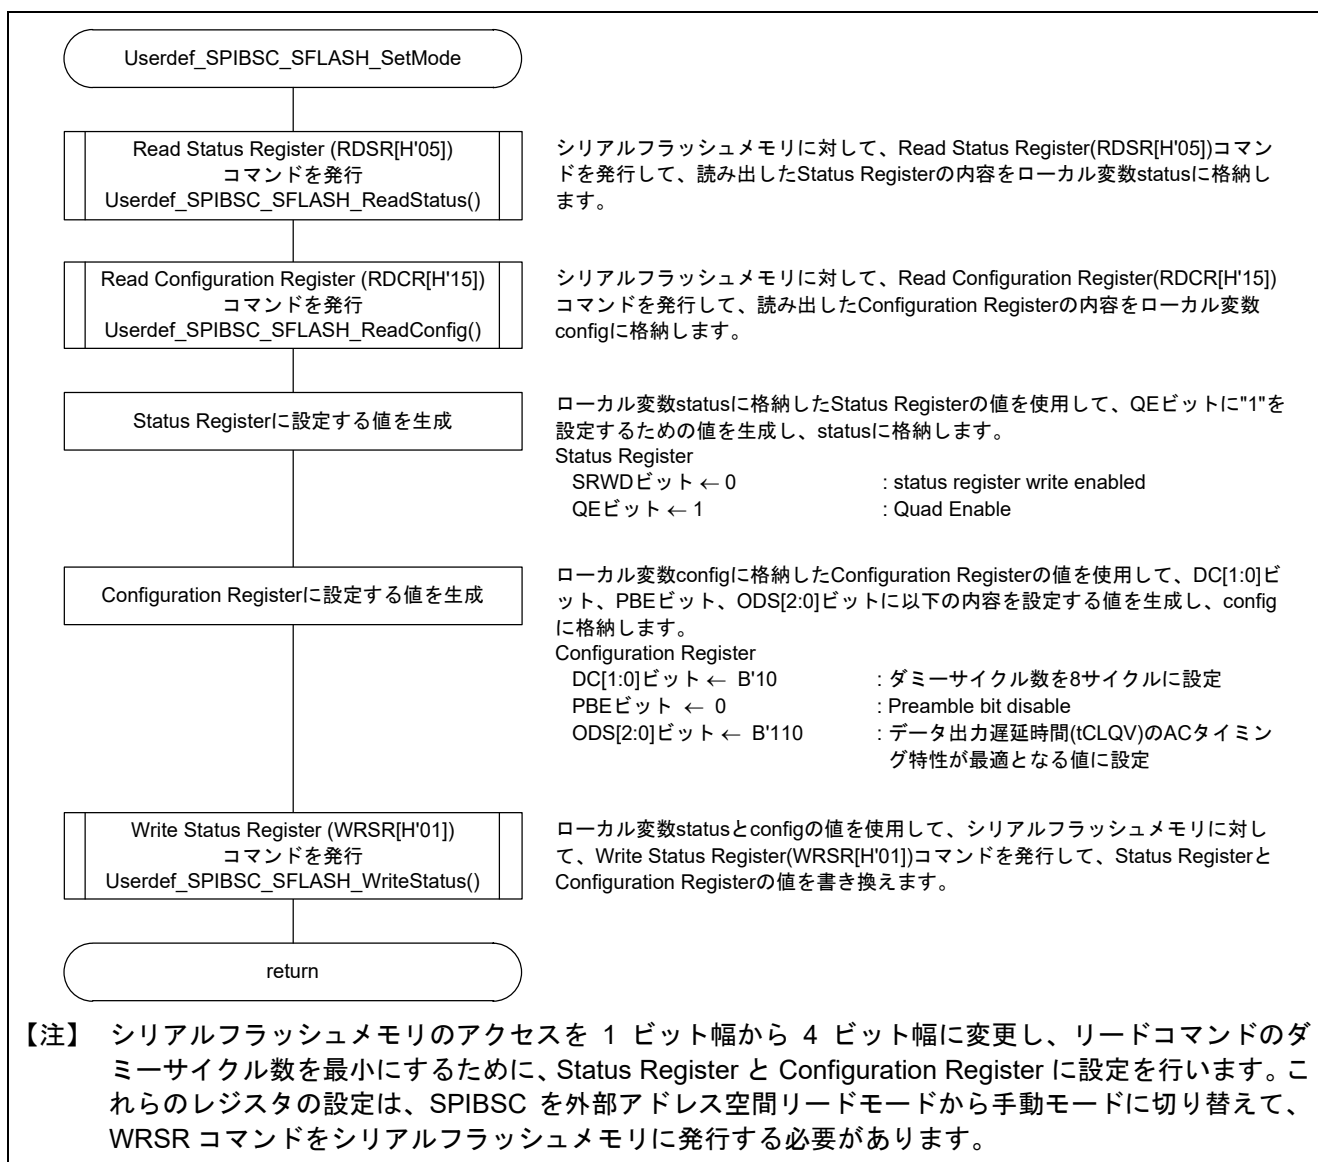 Userdef_SPIBSC_SFLASH_SetMode
Read Status Register (RDSR[H'05])
コマンドを発行
Userdef_SPIBSC_SFLASH_ReadStatus()
シリアルフラッシュメモリに対して、Read Status Register(RDSR[H'05])コマン
ドを発行して、読み出したStatus Registerの内容をローカル変数statusに格納し
ます。
Read Configuration Register (RDCR[H'15])
コマンドを発行
Userdef_SPIBSC_SFLASH_ReadConfig()
シリアルフラッシュメモリに対して、Read Configuration Register(RDCR[H'15])
コマンドを発行して、読み出したConfiguration Registerの内容をローカル変数
configに格納します。
Status Registerに設定する値を生成
ローカル変数statusに格納したStatus Registerの値を使用して、QEビットに"1"を
設定するための値を生成し、statusに格納します。
Status Register
SRWDビット ← 0 : status register write enabled
QEビット ← 1 : Quad Enable
Configuration Registerに設定する値を生成
ローカル変数configに格納したConfiguration Registerの値を使用して、DC[1:0]ビ
ット、PBEビット、ODS[2:0]ビットに以下の内容を設定する値を生成し、config
に格納します。
Configuration Register
DC[1:0]ビット ← B'10 : ダミーサイクル数を8サイクルに設定
PBEビット ← 0 : Preamble bit disable
ODS[2:0]ビット ← B'110 : データ出力遅延時間(tCLQV)のACタイミン
グ特性が最適となる値に設定
Write Status Register (WRSR[H'01])
コマンドを発行
Userdef_SPIBSC_SFLASH_WriteStatus()
ローカル変数statusとconfigの値を使用して、シリアルフラッシュメモリに対し
て、Write Status Register(WRSR[H'01])コマンドを発行して、Status Registerと
Configuration Registerの値を書き換えます。
return
【注】 シリアルフラッシュメモリのアクセスを 1 ビット幅から 4 ビット幅に変更し、リードコマンドのダ
ミーサイクル数を最小にするために、Status Register と Configuration Register に設定を行います。こ
れらのレジスタの設定は、SPIBSC を外部アドレス空間リードモードから手動モードに切り替えて、
WRSR コマンドをシリアルフラッシュメモリに発行する必要があります。